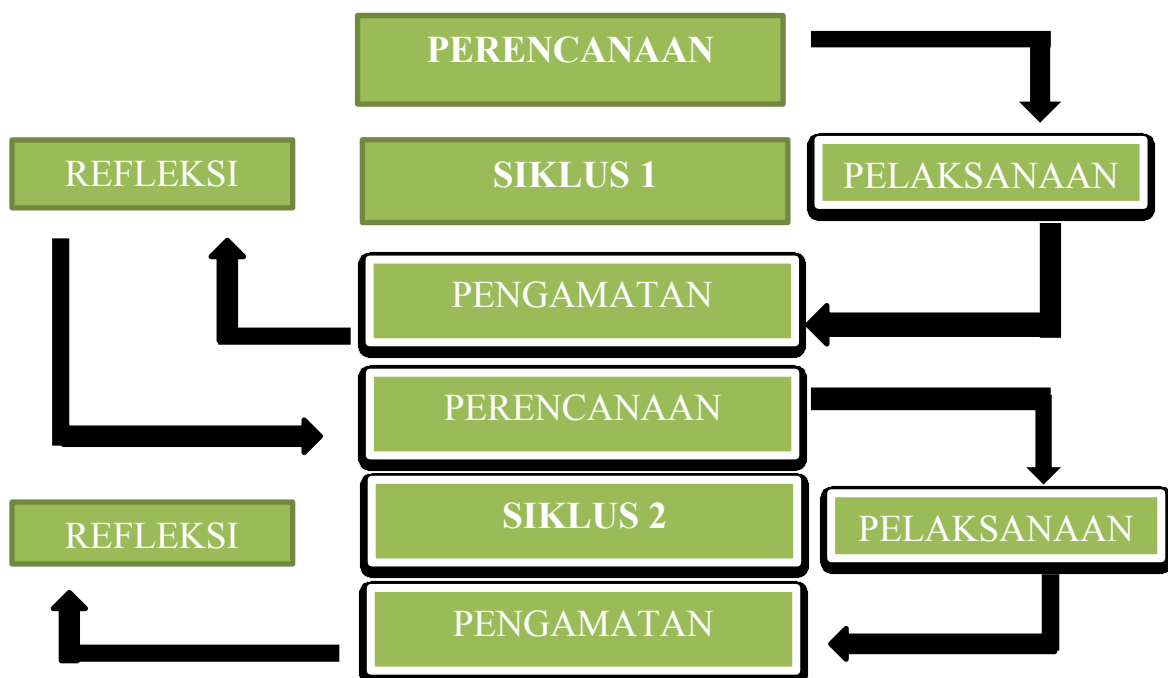 PERENCANAAN
REFLEKSI
SIKLUS 1
PELAKSANAAN
PENGAMATAN
PERENCANAAN
REFLEKSI
SIKLUS 2
PELAKSANAAN
PENGAMATAN